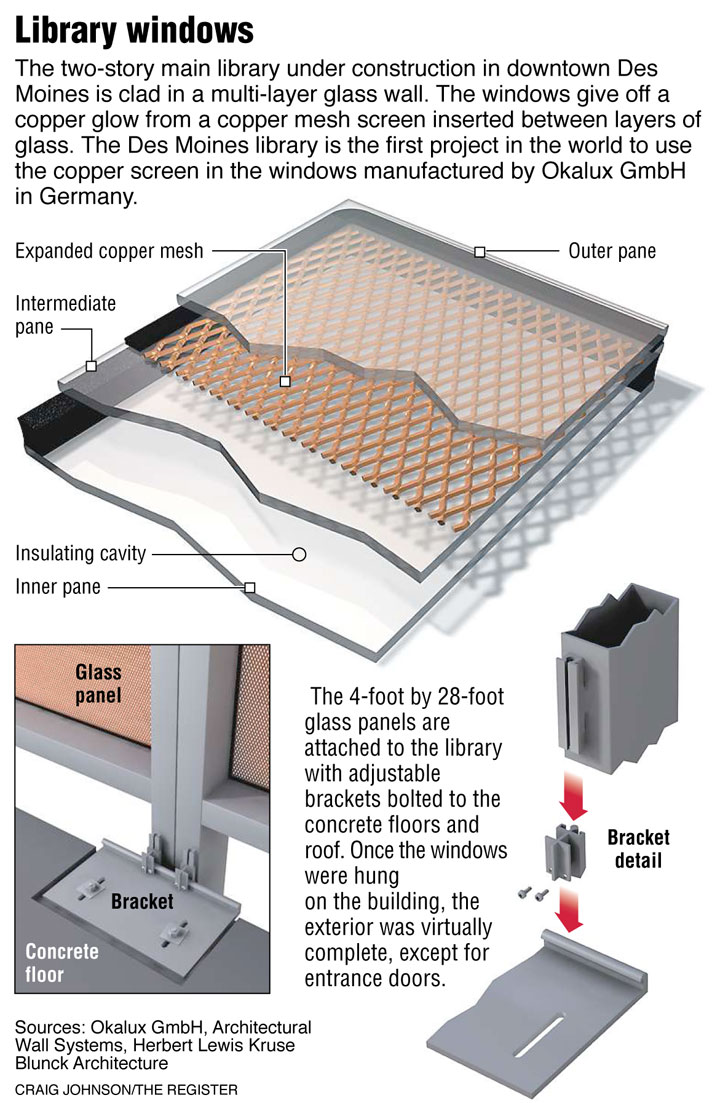 Library windows
The two-story main library under construction in downtown Des
Moines is clad in a multi-layer glass wall. The windows give off a
copper glow from a copper mesh screen inserted between layers of
glass. The Des Moines library is the first project in the world to use
the copper screen in the windows manufactured by Okalux GmbH
in Germany.
Expanded copper mesh
Outer pane
Intermediate
pane
Insulating cavity
Inner pane
Glass
panel
Bracket
Concrete
floor
The 4-foot by 28-foot
glass panels are
attached to the library
with adjustable
brackets bolted to the
concrete floors and
roof. Once the windows
were hung
on the building, the
exterior was virtually
complete, except for
entrance doors.
Bracket
detail
Sources: Okalux GmbH, Architectural
Wall Systems, Herbert Lewis Kruse
Blunck Architecture
CRAIG JOHNSON/THE REGISTER